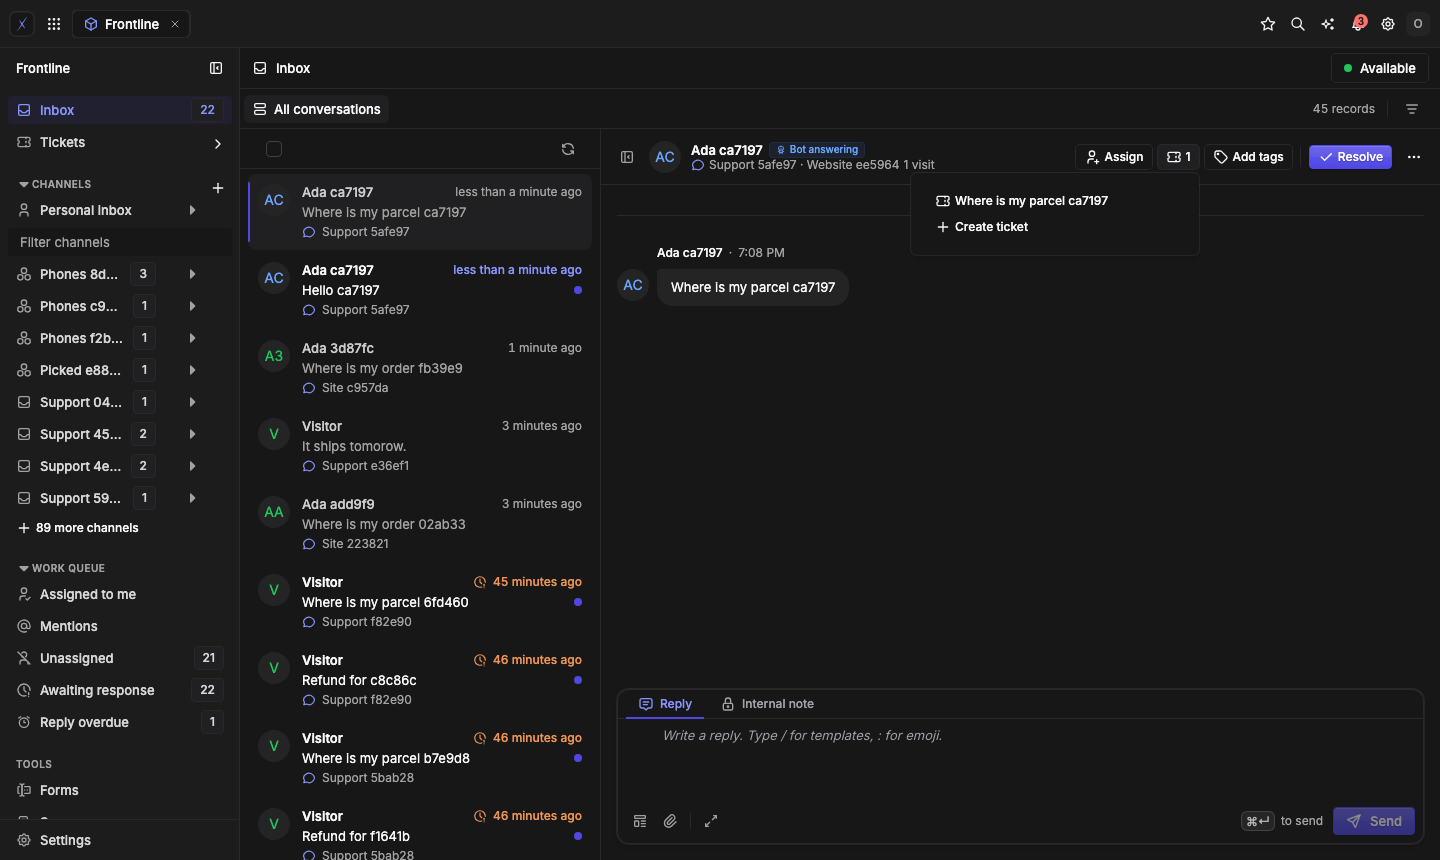 Frontline
3
O
Frontline
Inbox
22
Tickets
CHANNELS
Personal inbox
Filter channels
Phones 8d...
3
Phones c9...
1
Phones f2b...
1
Picked e88...
1
Support 04...
1
Support 45...
2
Support 4e...
2
Support 59...
1
89 more channels
WORK QUEUE
Assigned to me
Mentions
Unassigned
21
Awaiting response
22
Reply overdue
1
TOOLS
Forms
Settings
Inbox
Available
All conversations
45 records
AC
Ada ca7197
less than a minute ago
Where is my parcel ca7197
Support 5afe97
AC
Ada ca7197
less than a minute ago
Hello ca7197
Support 5afe97
A3
Ada 3d87fc
1 minute ago
Where is my order fb39e9
Site c957da
V
Visitor
3 minutes ago
It ships tomorow.
Support e36ef1
AA
Ada add9f9
3 minutes ago
Where is my order 02ab33
Site 223821
V
Visitor
45 minutes ago
Where is my parcel 6fd460
Support f82e90
V
Visitor
46 minutes ago
Refund for c8c86c
Support f82e90
V
Visitor
46 minutes ago
Where is my parcel b7e9d8
Support 5bab28
V
Visitor
46 minutes ago
Refund for f1641b
Support 5bab28
AC
Ada ca7197
Bot answering
Support 5afe97 · Website ee5964 1 visit
Assign
1
Add tags
Resolve
Where is my parcel ca7197
Create ticket
Ada ca7197 · 7:08 PM
AC
Where is my parcel ca7197
Reply
Internal note
Write a reply. Type / for templates, : for emoji.
⌘↵ to send
Send